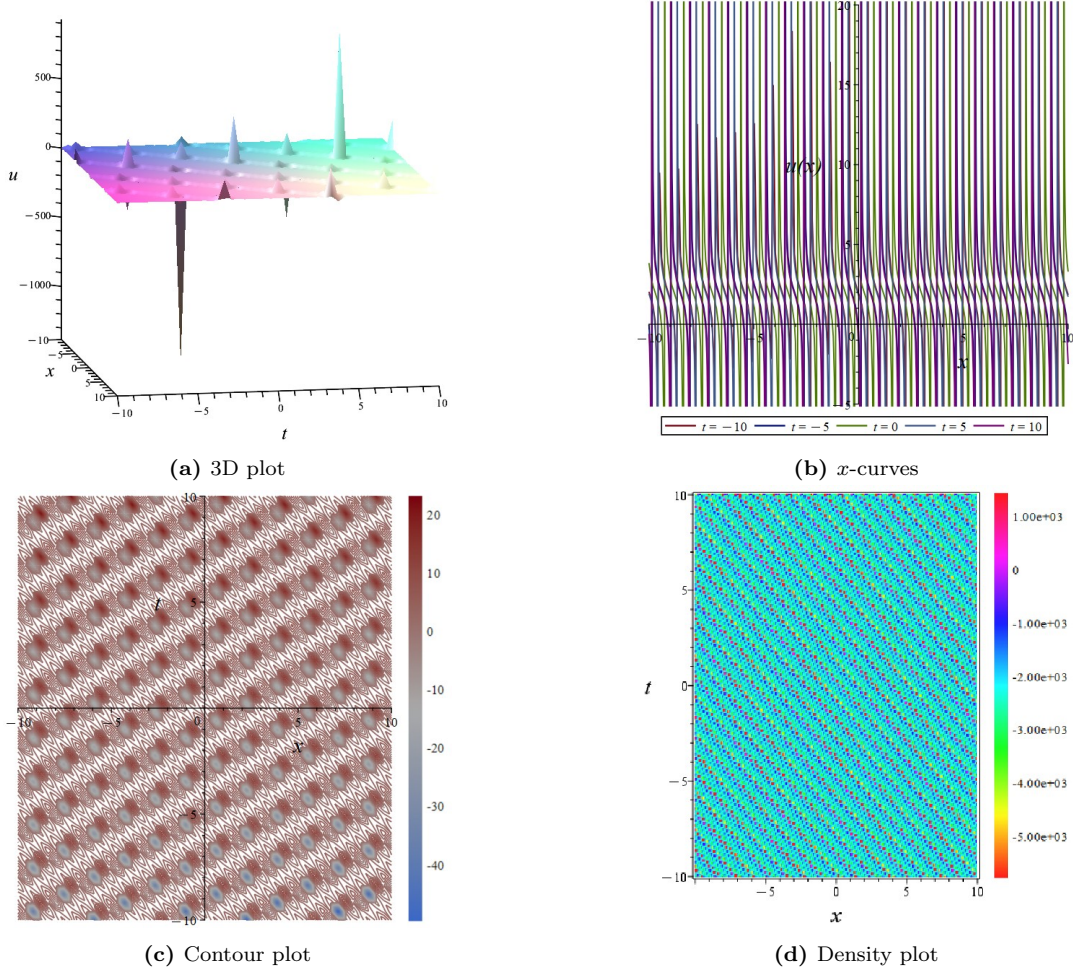 500
0
u
−500
−1000
−10
−5
x
0
5
10
−10
−5
0
5
10
t
(a) 3D plot
20
15
u(x)
10
5
−10
−5
0
5
10
x
−5
t = −10
t = −5
t = 0
t = 5
t = 10
(b) x-curves
10
t
5
−10
−5
0
5
10
x
−5
−10
20
10
0
-10
-20
-30
-40
(c) Contour plot
10
5
t
0
−5
−10
−5
0
5
10
x
1.00e+03
0
-1.00e+03
-2.00e+03
-3.00e+03
-4.00e+03
-5.00e+03
(d) Density plot